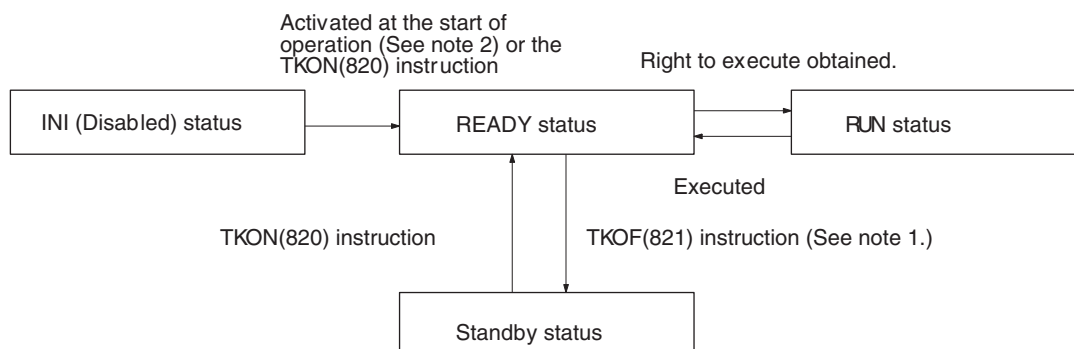 Activated at the start of
operation (See note 2) or the
TKON(820) instruction
Right to execute obtained.
INI (Disabled) status
READY status
RUN status
Executed
TKON(820) instruction
TKOF(821) instruction (See note 1.)
Standby status